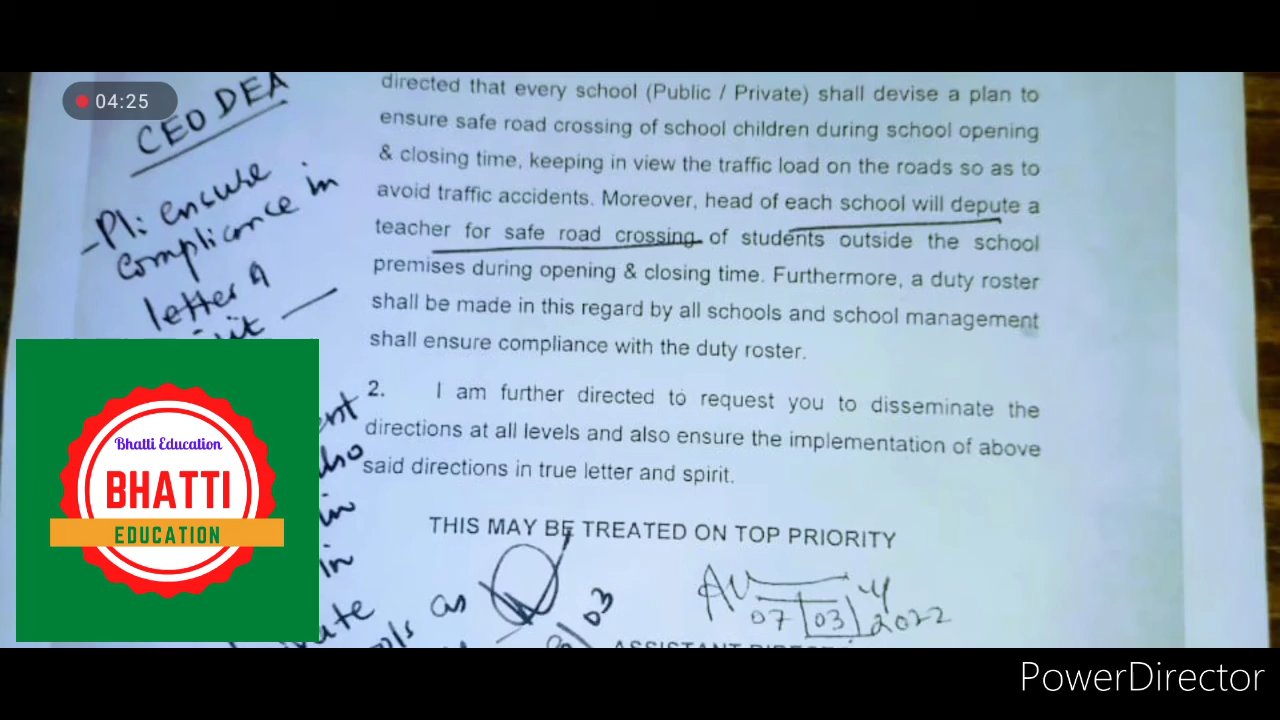 04:25
CEO DEA
- Pl: ensure
compliance in
letter &
directed that every school (Public / Private) shall devise a plan to
ensure safe road crossing of school children during school opening
& closing time, keeping in view the traffic load on the roads so as to
avoid traffic accidents. Moreover, head of each school will depute a
teacher for safe road crossing of students outside the school
premises during opening & closing time. Furthermore, a duty roster
shall be made in this regard by all schools and school management
shall ensure compliance with the duty roster.
2. I am further directed to request you to disseminate the
directions at all levels and also ensure the implementation of above
said directions in true letter and spirit.
THIS MAY BE TREATED ON TOP PRIORITY
in
in
as
03
07 03 2022
Bhatti Education
BHATTI
EDUCATION
PowerDirector